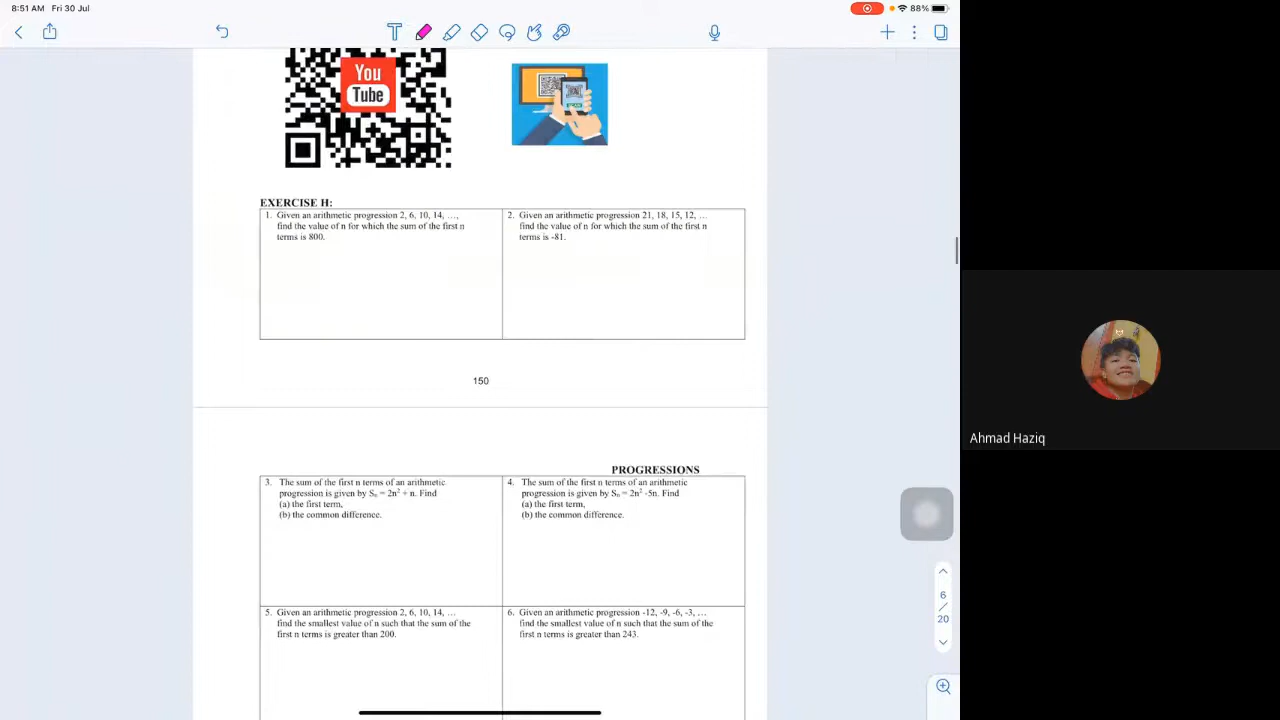 8:51 AM Fri 30 Jul
88%
T
You
Tube
EXERCISE H:
1. Given an arithmetic progression 2, 6, 10, 14, …,
find the value of n for which the sum of the first n
terms is 800.
2. Given an arithmetic progression 21, 18, 15, 12, …
find the value of n for which the sum of the first n
terms is -81.
150
Ahmad Haziq
PROGRESSIONS
3. The sum of the first n terms of an arithmetic
progression is given by Sₙ = 2n² + n. Find
(a) the first term,
(b) the common difference.
4. The sum of the first n terms of an arithmetic
progression is given by Sₙ = 2n² -5n. Find
(a) the first term,
(b) the common difference.
5. Given an arithmetic progression 2, 6, 10, 14, …
find the smallest value of n such that the sum of the
first n terms is greater than 200.
6. Given an arithmetic progression -12, -9, -6, -3, …
find the smallest value of n such that the sum of the
first n terms is greater than 243.
6
/
20